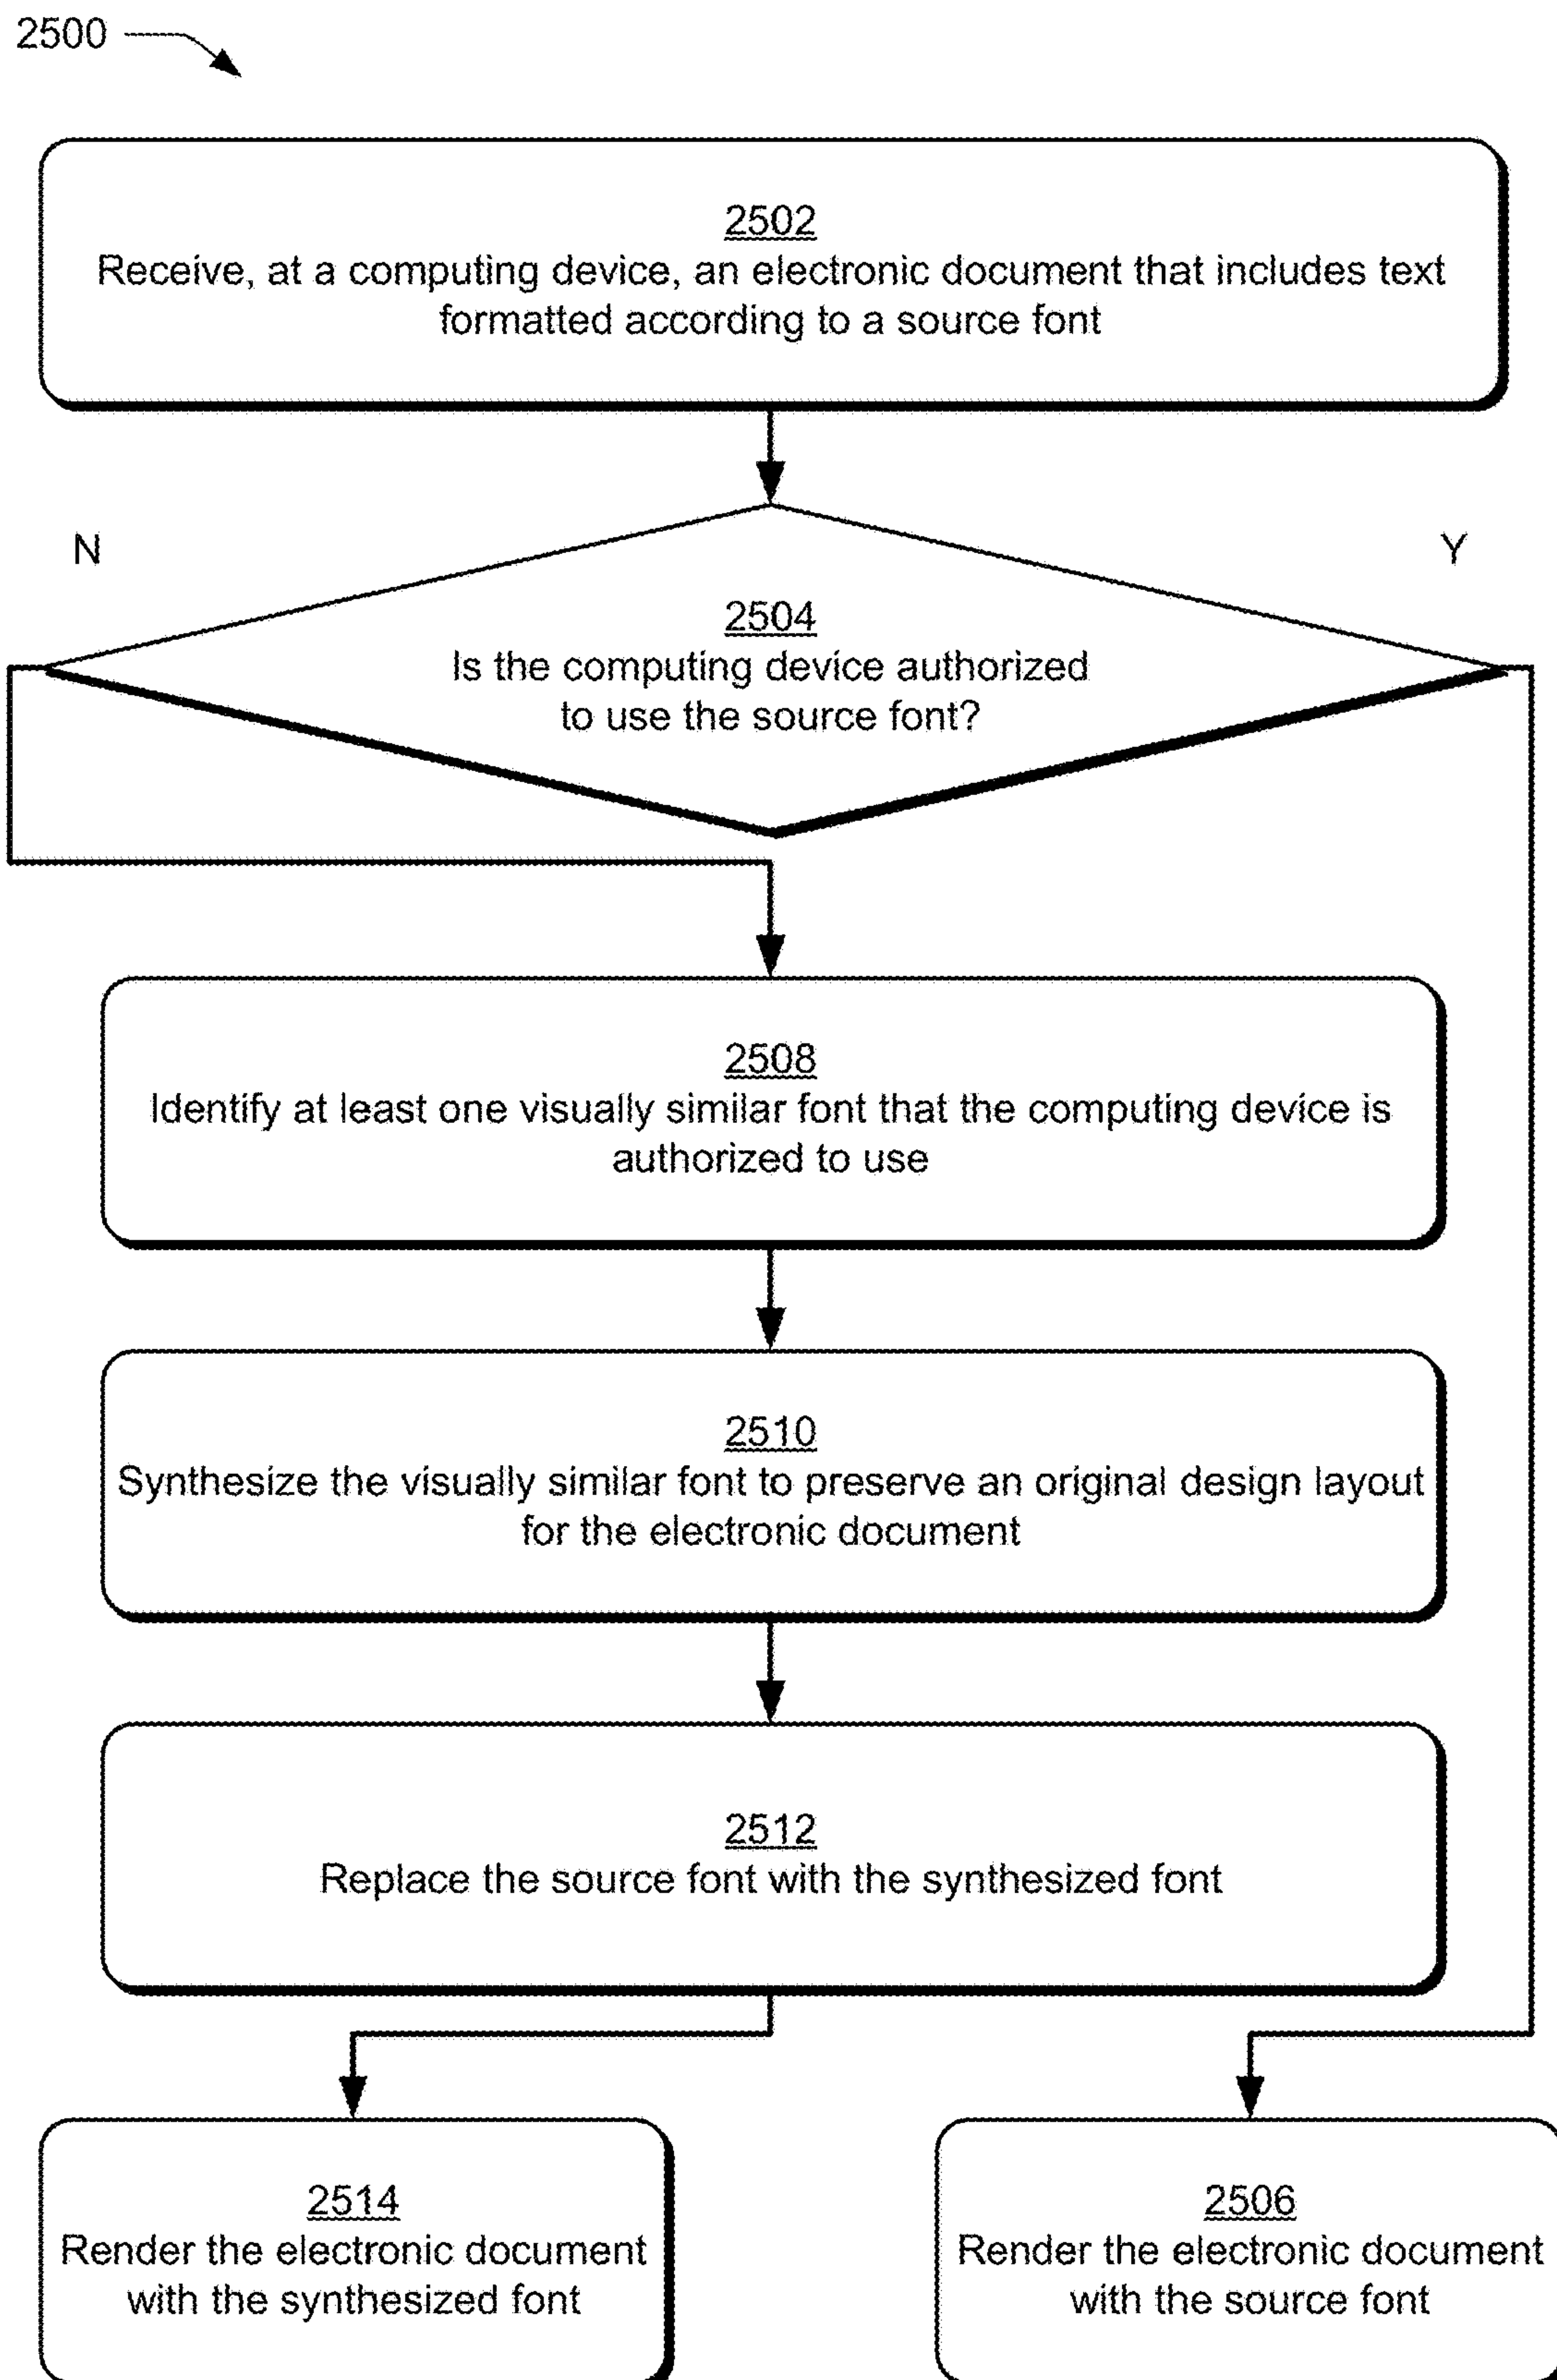 2500
2502
Receive, at a computing device, an electronic document that includes text
formatted according to a source font
N
Y
2504
Is the computing device authorized
to use the source font?
2508
Identify at least one visually similar font that the computing device is
authorized to use
2510
Synthesize the visually similar font to preserve an original design layout
for the electronic document
2512
Replace the source font with the synthesized font
2514
Render the electronic document
with the synthesized font
2506
Render the electronic document
with the source font